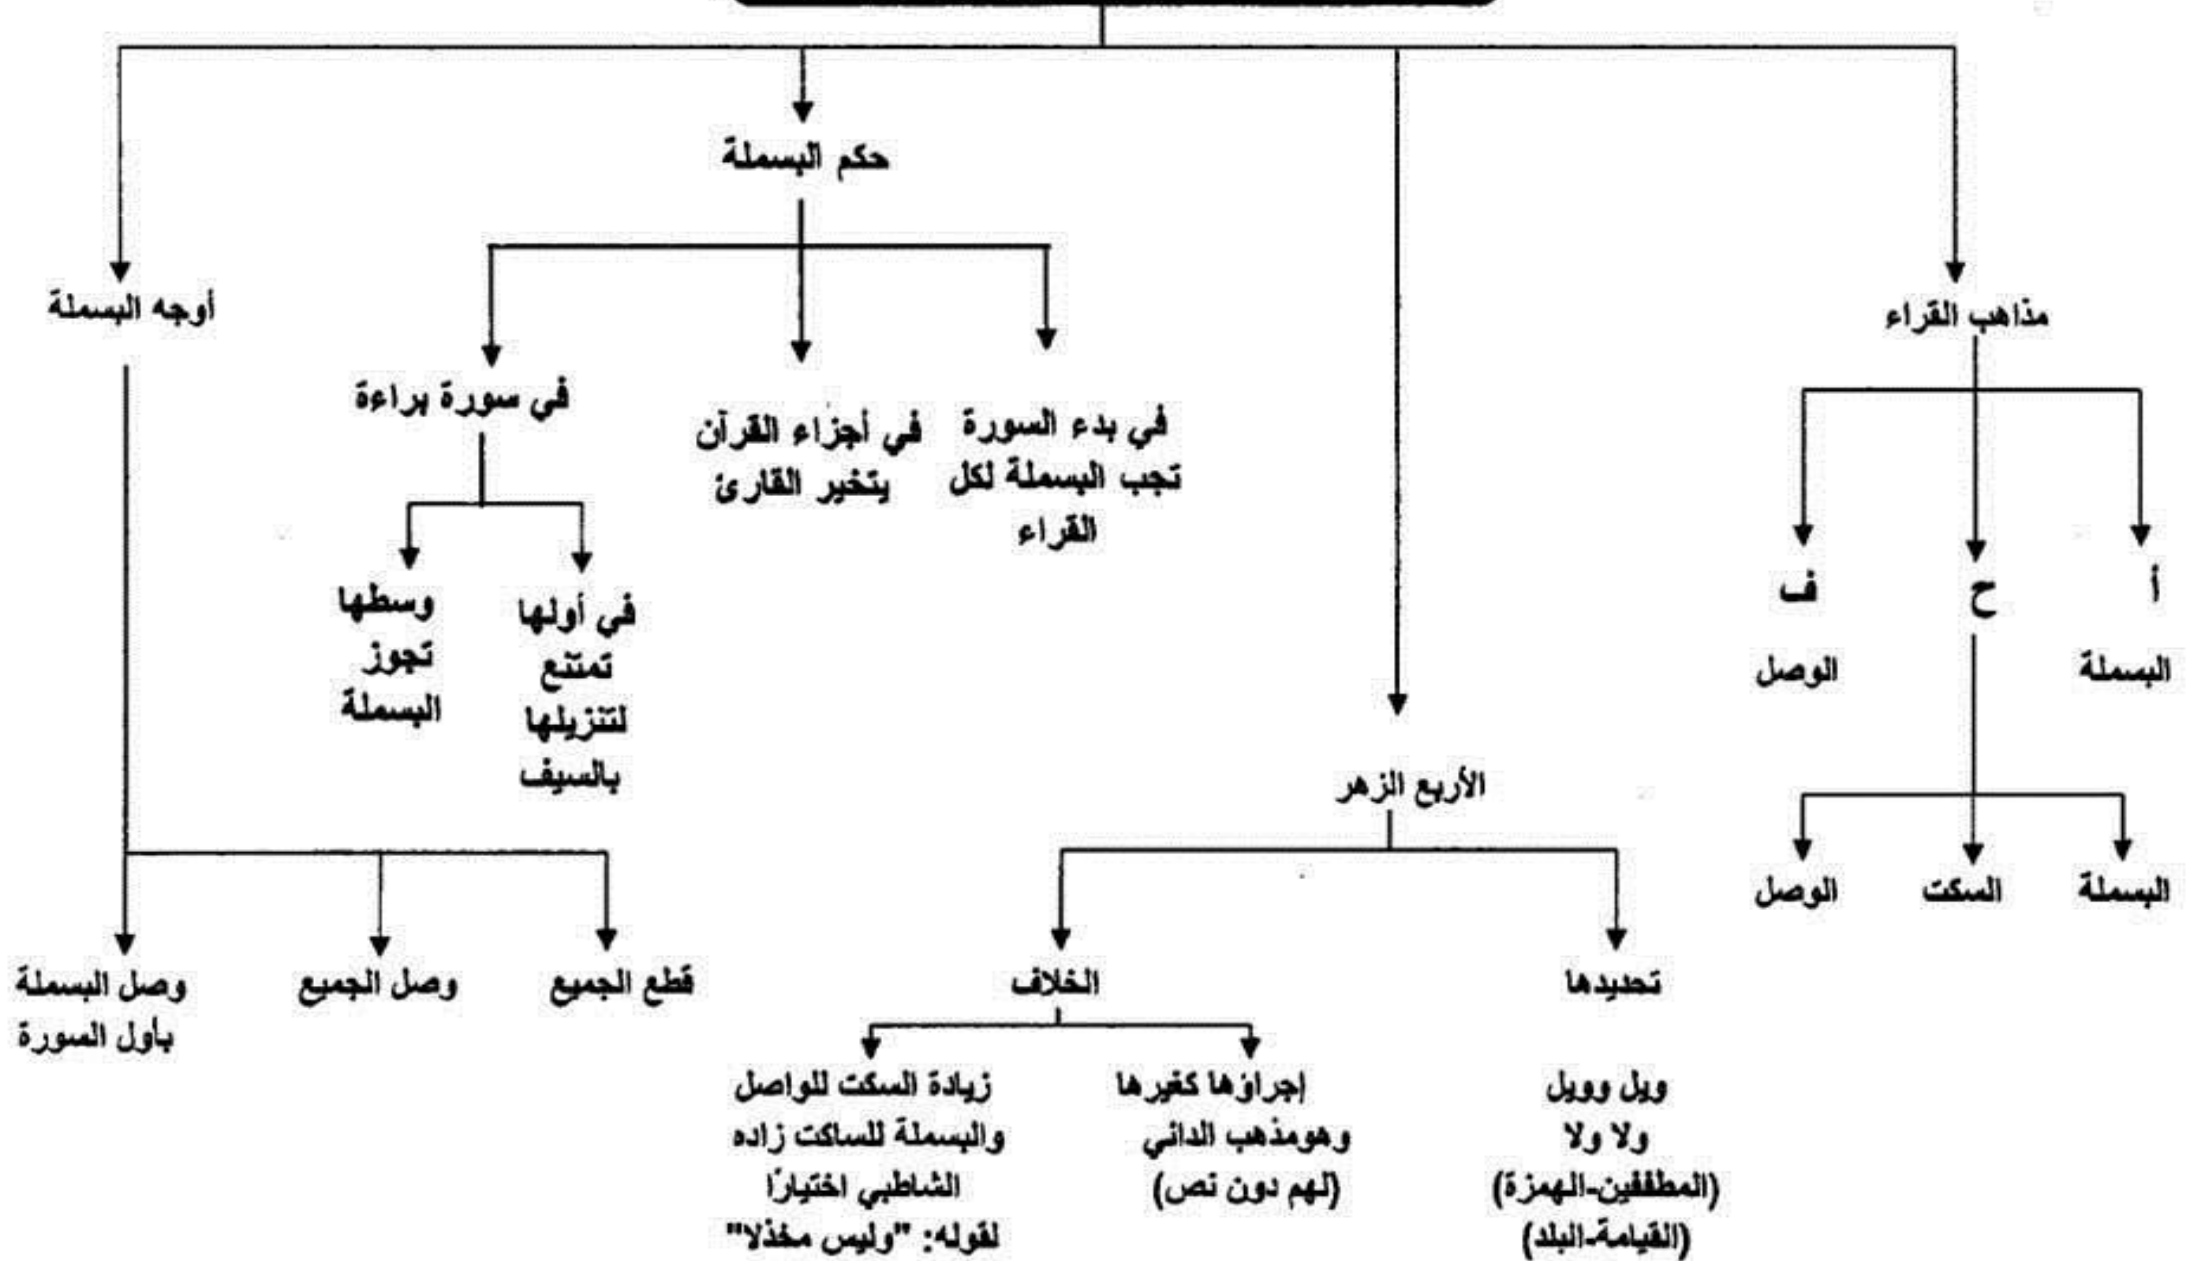 مذاهب القراء
أ
البسملة
ح
ف
الوصل
البسملة
السكت
الوصل
الأربع الزهر
تحديدها
ويل وويل
ولا ولا
(المطففين-الهمزة)
(القيامة-البلد)
الخلاف
إجراؤها كغيرها
وهومذهب الداني
(لهم دون نص)
زيادة السكت للواصل
والبسملة للساكت زاده
الشاطبي اختيارًا
لقوله: "وليس مخذلا"
حكم البسملة
في بدء السورة
تجب البسملة لكل
القراء
في أجزاء القرآن
يتخير القارئ
في سورة براءة
في أولها
تمتنع
لتنزيلها
بالسيف
وسطها
تجوز
البسملة
أوجه البسملة
قطع الجميع
وصل الجميع
وصل البسملة
بأول السورة